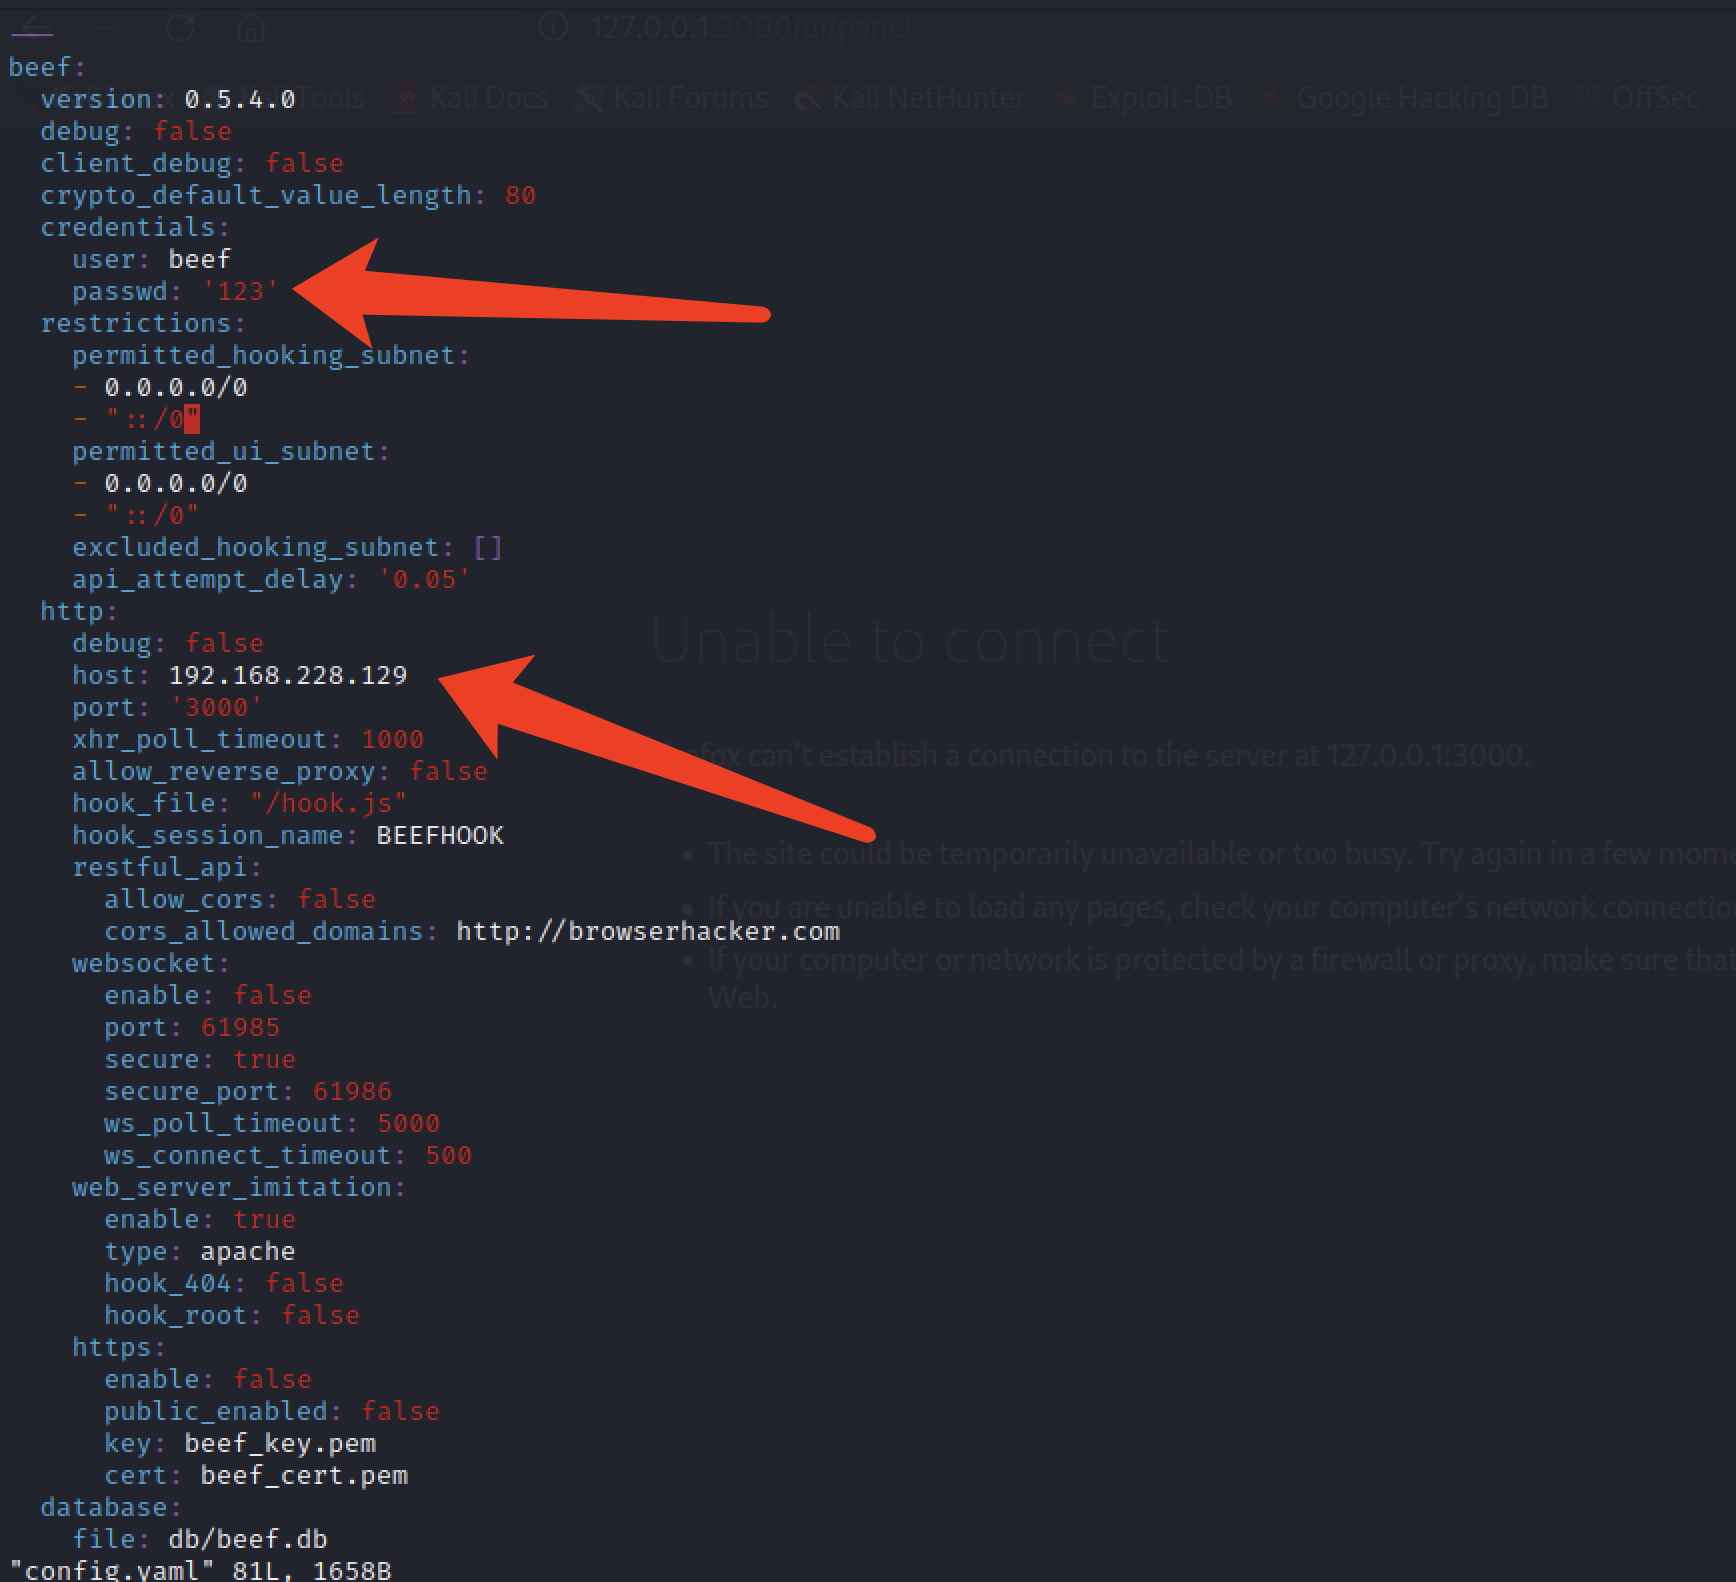 127.0.0.1:3000/ui/panel
beef:
Tools Kali Docs Kali Forums Kali NetHunter Exploit-DB Google Hacking DB OffSec
  version: 0.5.4.0
  debug: false
  client_debug: false
  crypto_default_value_length: 80
  credentials:
    user: beef
    passwd: '123'
  restrictions:
    permitted_hooking_subnet:
    - 0.0.0.0/0
    - "::/0"
    permitted_ui_subnet:
    - 0.0.0.0/0
    - "::/0"
    excluded_hooking_subnet: []
    api_attempt_delay: '0.05'
  http:
    debug: false
Unable to connect
    host: 192.168.228.129
    port: '3000'
    xhr_poll_timeout: 1000
efox can't establish a connection to the server at 127.0.0.1:3000.
    allow_reverse_proxy: false
    hook_file: "/hook.js"
    hook_session_name: BEEFHOOK
The site could be temporarily unavailable or too busy. Try again in a few mome
    restful_api:
      allow_cors: false
If you are unable to load any pages, check your computer's network connectio
      cors_allowed_domains: http://browserhacker.com
    websocket:
If your computer or network is protected by a firewall or proxy, make sure that
Web.
      enable: false
      port: 61985
      secure: true
      secure_port: 61986
      ws_poll_timeout: 5000
      ws_connect_timeout: 500
    web_server_imitation:
      enable: true
      type: apache
      hook_404: false
      hook_root: false
    https:
      enable: false
      public_enabled: false
      key: beef_key.pem
      cert: beef_cert.pem
  database:
    file: db/beef.db
"config.yaml" 81L, 1658B